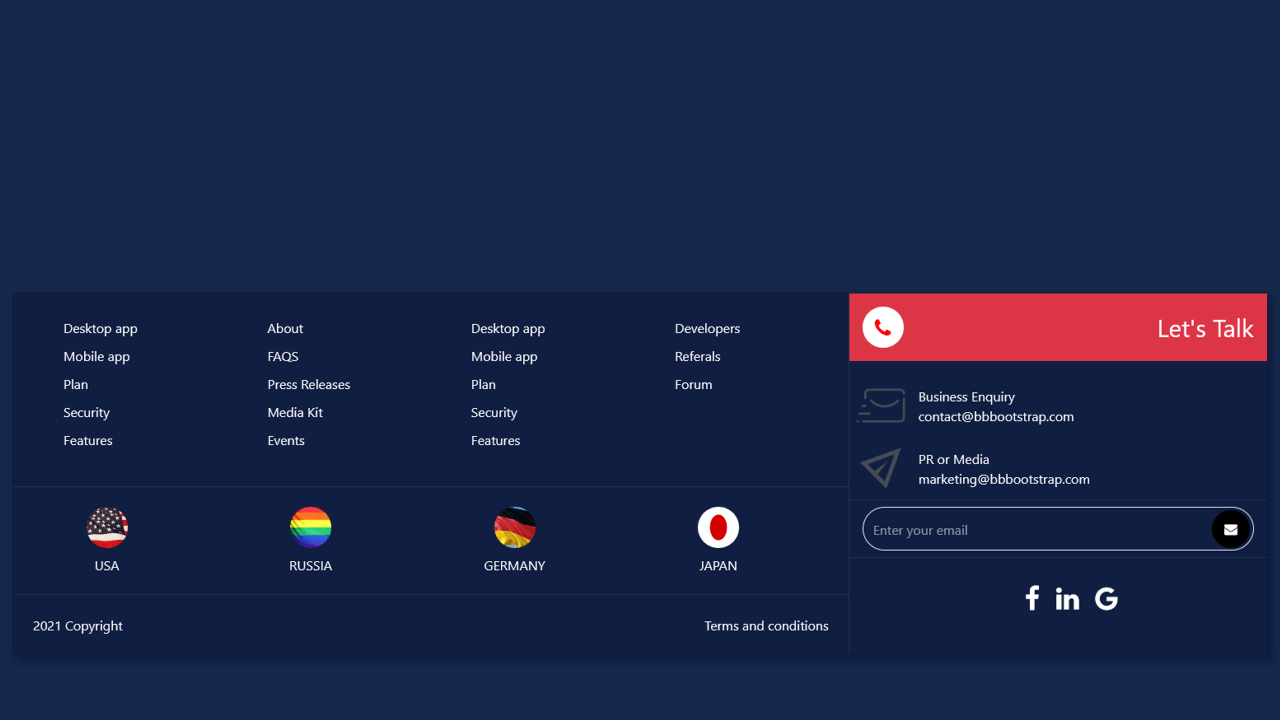 Desktop app
Mobile app
Plan
Security
Features
About
FAQS
Press Releases
Media Kit
Events
Desktop app
Mobile app
Plan
Security
Features
Developers
Referals
Forum
USA
RUSSIA
GERMANY
JAPAN
2021 Copyright
Terms and conditions
Let's Talk
Business Enquiry
contact@bbbootstrap.com
PR or Media
marketing@bbbootstrap.com
Enter your email